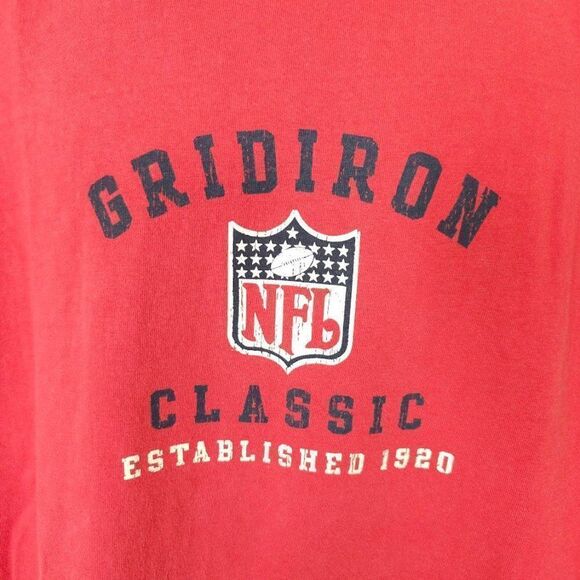 GRIDIRON
NFL
CLASSIC
ESTABLISHED 1920